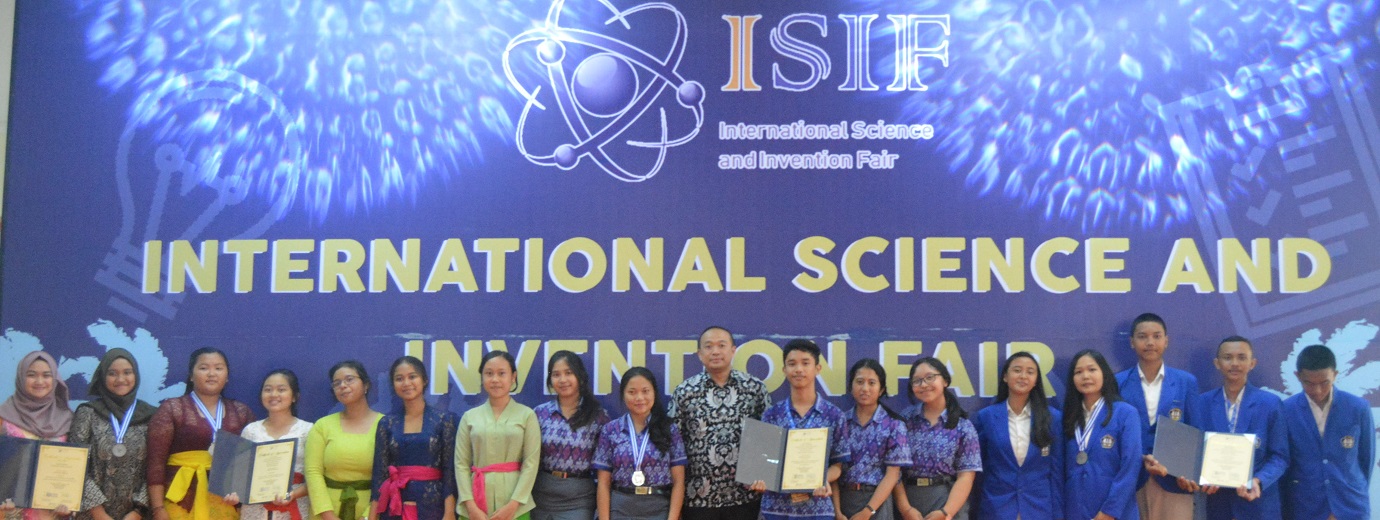 ISIF
International Science
and Invention Fair
INTERNATIONAL SCIENCE AND
INVENTION FAIR